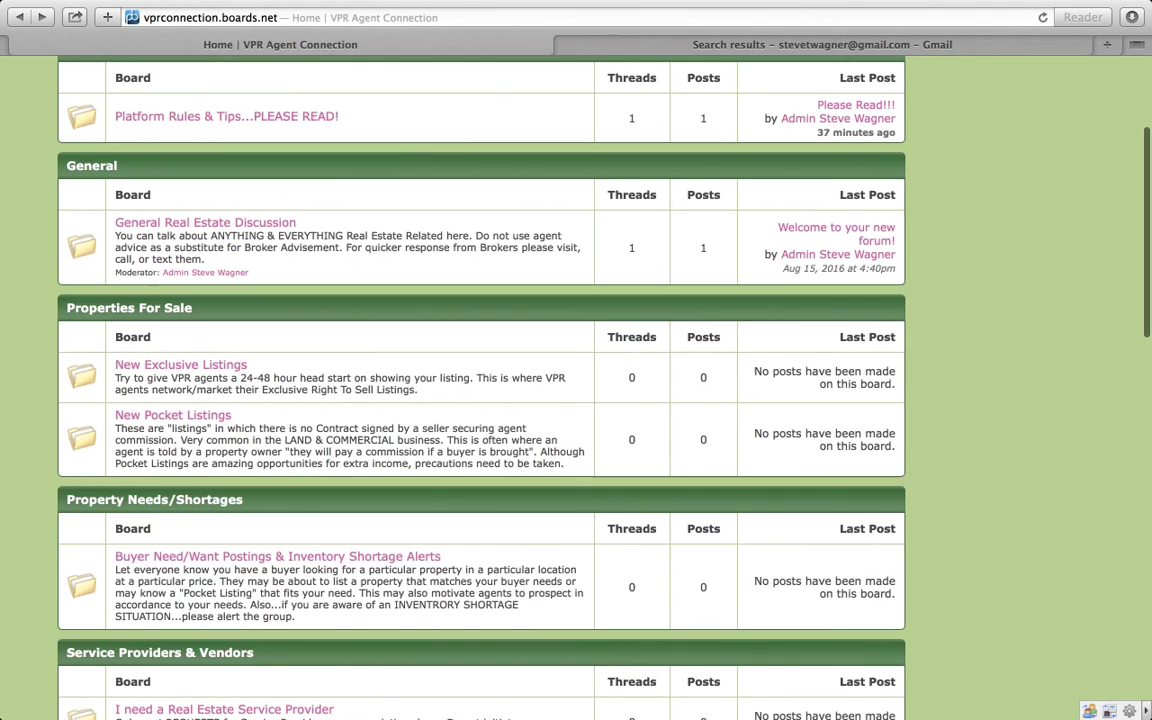 vprconnection.boards.net — Home | VPR Agent Connection
Reader
Home | VPR Agent Connection
Search results – stevetwagner@gmail.com – Gmail
Board Threads Posts Last Post
Platform Rules & Tips...PLEASE READ! 1 1
Please Read!!!
by Admin Steve Wagner
37 minutes ago
General
Board Threads Posts Last Post
General Real Estate Discussion
You can talk about ANYTHING & EVERYTHING Real Estate Related here. Do not use agent
advice as a substitute for Broker Advisement. For quicker response from Brokers please visit,
call, or text them.
Moderator: Admin Steve Wagner
1 1
Welcome to your new
forum!
by Admin Steve Wagner
Aug 15, 2016 at 4:40pm
Properties For Sale
Board Threads Posts Last Post
New Exclusive Listings
Try to give VPR agents a 24-48 hour head start on showing your listing. This is where VPR
agents network/market their Exclusive Right To Sell Listings.
0 0
No posts have been made
on this board.
New Pocket Listings
These are "listings" in which there is no Contract signed by a seller securing agent
commission. Very common in the LAND & COMMERCIAL business. This is often where an
agent is told by a property owner "they will pay a commission if a buyer is brought". Although
Pocket Listings are amazing opportunities for extra income, precautions need to be taken.
0 0
No posts have been made
on this board.
Property Needs/Shortages
Board Threads Posts Last Post
Buyer Need/Want Postings & Inventory Shortage Alerts
Let everyone know you have a buyer looking for a particular property in a particular location
at a particular price. They may be about to list a property that matches your buyer needs or
may know a "Pocket Listing" that fits your need. This may also motivate agents to prospect in
accordance to your needs. Also...if you are aware of an INVENTRORY SHORTAGE
SITUATION...please alert the group.
0 0
No posts have been made
on this board.
Service Providers & Vendors
Board Threads Posts Last Post
I need a Real Estate Service Provider
No posts have been made